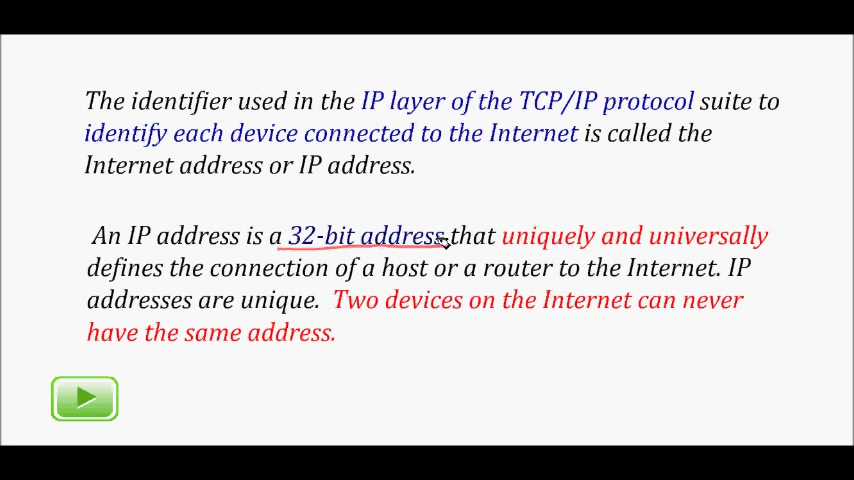 The identifier used in the IP layer of the TCP/IP protocol suite to
identify each device connected to the Internet is called the
Internet address or IP address.
An IP address is a 32-bit address that uniquely and universally
defines the connection of a host or a router to the Internet. IP
addresses are unique. Two devices on the Internet can never
have the same address.